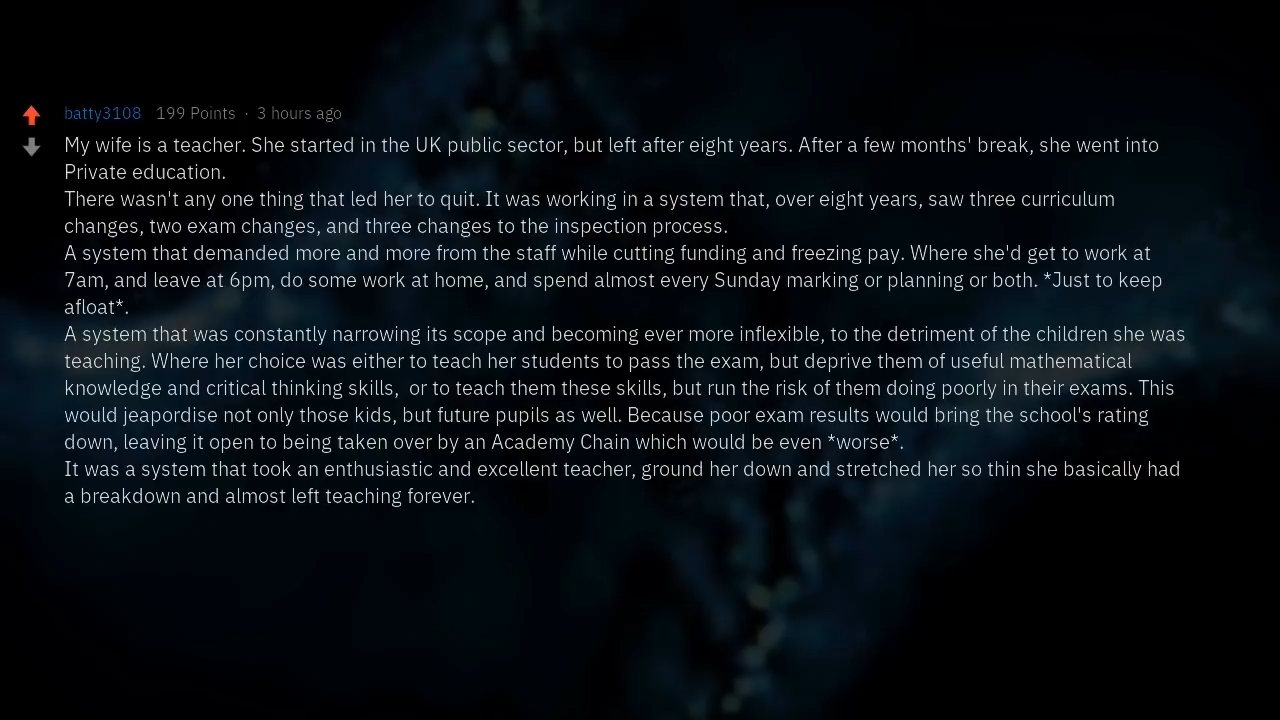 batty3108 199 Points · 3 hours ago
My wife is a teacher. She started in the UK public sector, but left after eight years. After a few months' break, she went into
Private education.
There wasn't any one thing that led her to quit. It was working in a system that, over eight years, saw three curriculum
changes, two exam changes, and three changes to the inspection process.
A system that demanded more and more from the staff while cutting funding and freezing pay. Where she'd get to work at
7am, and leave at 6pm, do some work at home, and spend almost every Sunday marking or planning or both. *Just to keep
afloat*.
A system that was constantly narrowing its scope and becoming ever more inflexible, to the detriment of the children she was
teaching. Where her choice was either to teach her students to pass the exam, but deprive them of useful mathematical
knowledge and critical thinking skills,  or to teach them these skills, but run the risk of them doing poorly in their exams. This
would jeapordise not only those kids, but future pupils as well. Because poor exam results would bring the school's rating
down, leaving it open to being taken over by an Academy Chain which would be even *worse*.
It was a system that took an enthusiastic and excellent teacher, ground her down and stretched her so thin she basically had
a breakdown and almost left teaching forever.